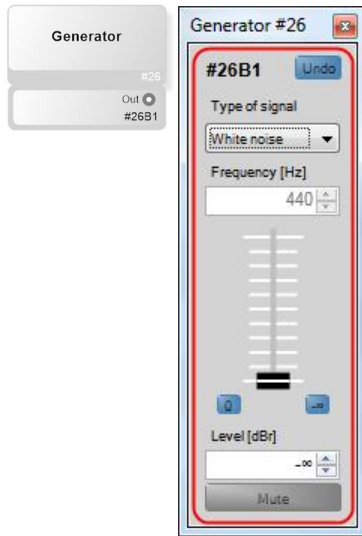 Generator
#26
Out
#26B1
Generator #26
#26B1
Undo
Type of signal
White noise
Frequency [Hz]
440
0
-∞
Level [dBr]
-∞
Mute